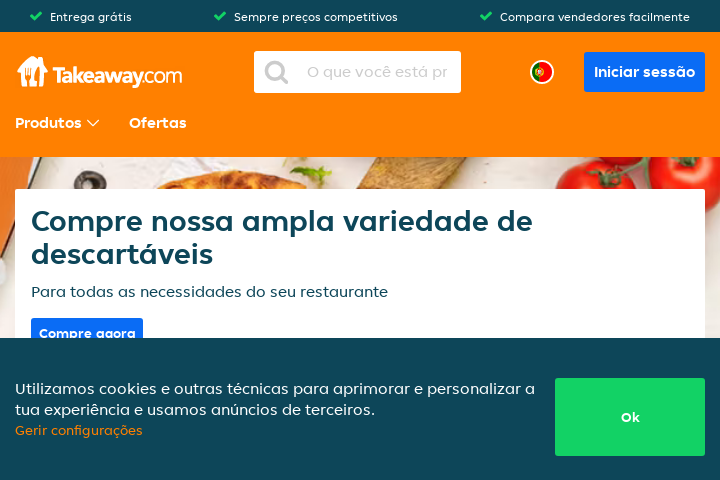 Entrega grátis
Sempre preços competitivos
Compara vendedores facilmente
Takeaway.com
O que você está pr
Iniciar sessão
Produtos
Ofertas
Compre nossa ampla variedade de
descartáveis
Para todas as necessidades do seu restaurante
Compre agora
Utilizamos cookies e outras técnicas para aprimorar e personalizar a
tua experiência e usamos anúncios de terceiros.
Gerir configurações
Ok